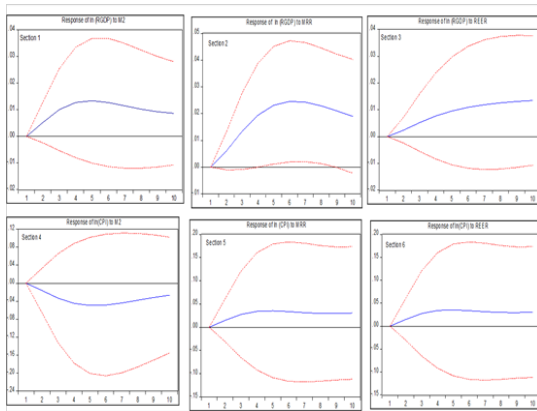 Response of ln (RGDP) to M2
Section 1
.04
.03
.02
.01
.00
.01
.02
1 2 3 4 5 6 7 8 9 10
Response of ln (RGDP) to MRR
Section 2
.05
.04
.03
.02
.01
.00
.01
1 2 3 4 5 6 7 8 9 10
Response of ln (RGDP) to REER
Section 3
.04
.03
.02
.01
.00
.01
.02
1 2 3 4 5 6 7 8 9 10
Response of ln(CPI) to M2
Section 4
.12
.08
.04
.00
.04
.08
.12
.16
.20
.24
1 2 3 4 5 6 7 8 9 10
Response of ln (CPI) to MRR
Section 5
.20
.15
.10
.05
.00
.05
.10
.15
1 2 3 4 5 6 7 8 9 10
Response of ln(CPI) to REER
Section 6
.20
.15
.10
.05
.00
.05
.10
.15
1 2 3 4 5 6 7 8 9 10